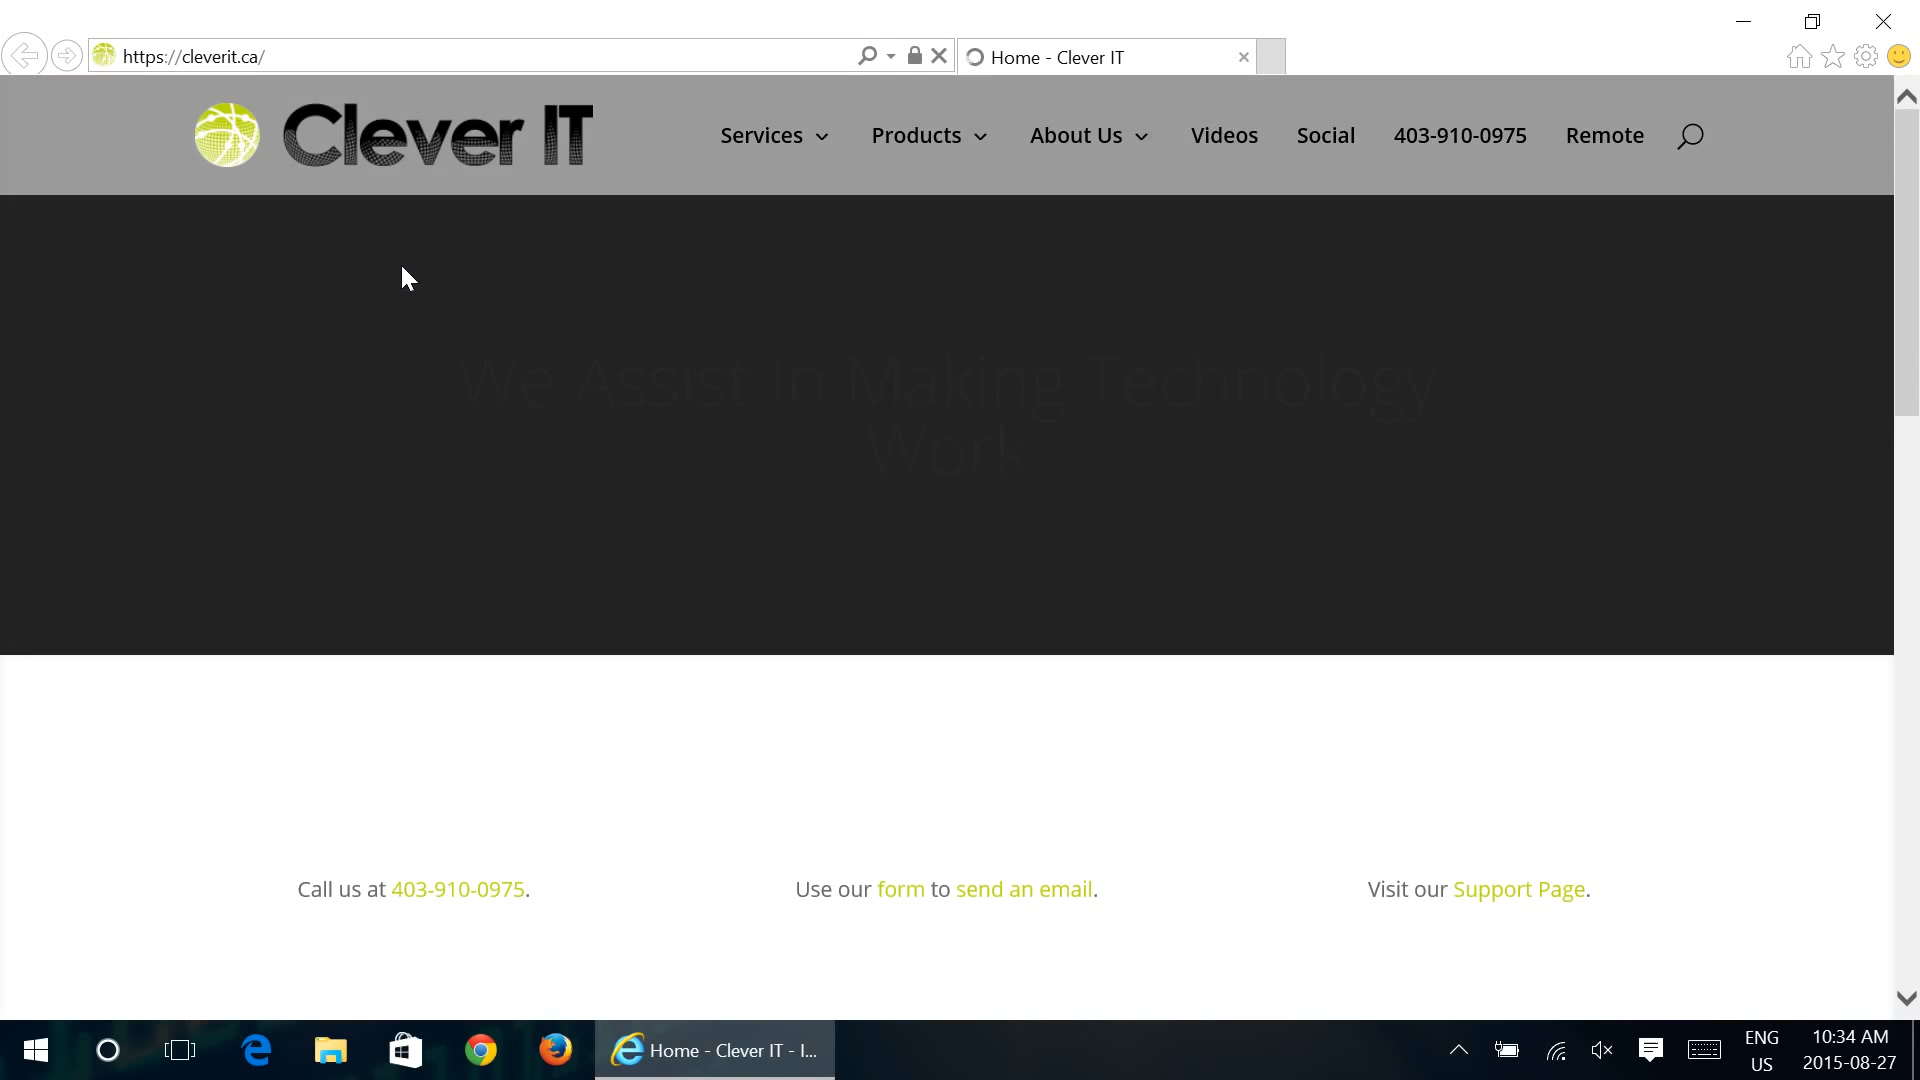 https://cleverit.ca/
Home - Clever IT
Clever IT
Services
Products
About Us
Videos
Social
403-910-0975
Remote
We Assist In Making Technology
Work
Call us at 403-910-0975.
Use our form to send an email.
Visit our Support Page.
Home - Clever IT - I...
ENG
US
10:34 AM
2015-08-27